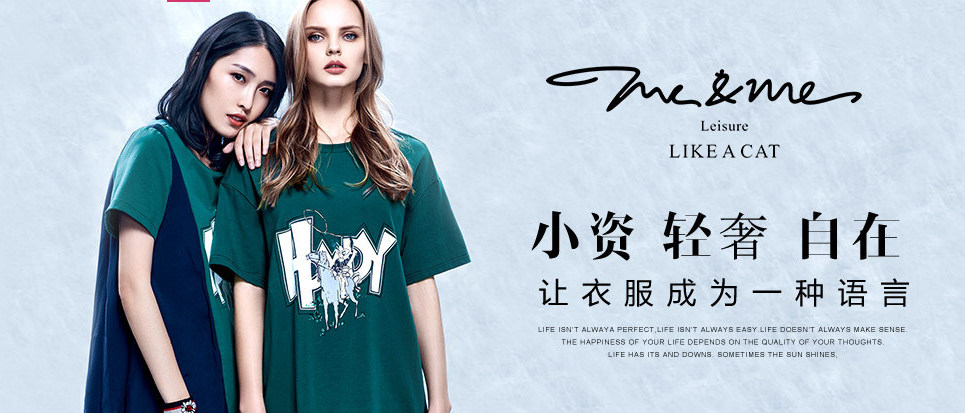 me&me
Leisure
LIKE A CAT
小资 轻奢 自在
让衣服成为一种语言
LIFE ISN'T ALWAYA PERFECT,LIFE ISN'T ALWAYS EASY.LIFE DOESN'T ALWAYS MAKE SENSE.
THE HAPPINESS OF YOUR LIFE DEPENDS ON THE QUALITY OF YOUR THOUGHTS.
LIFE HAS ITS AND DOWNS. SOMETIMES THE SUN SHINES,